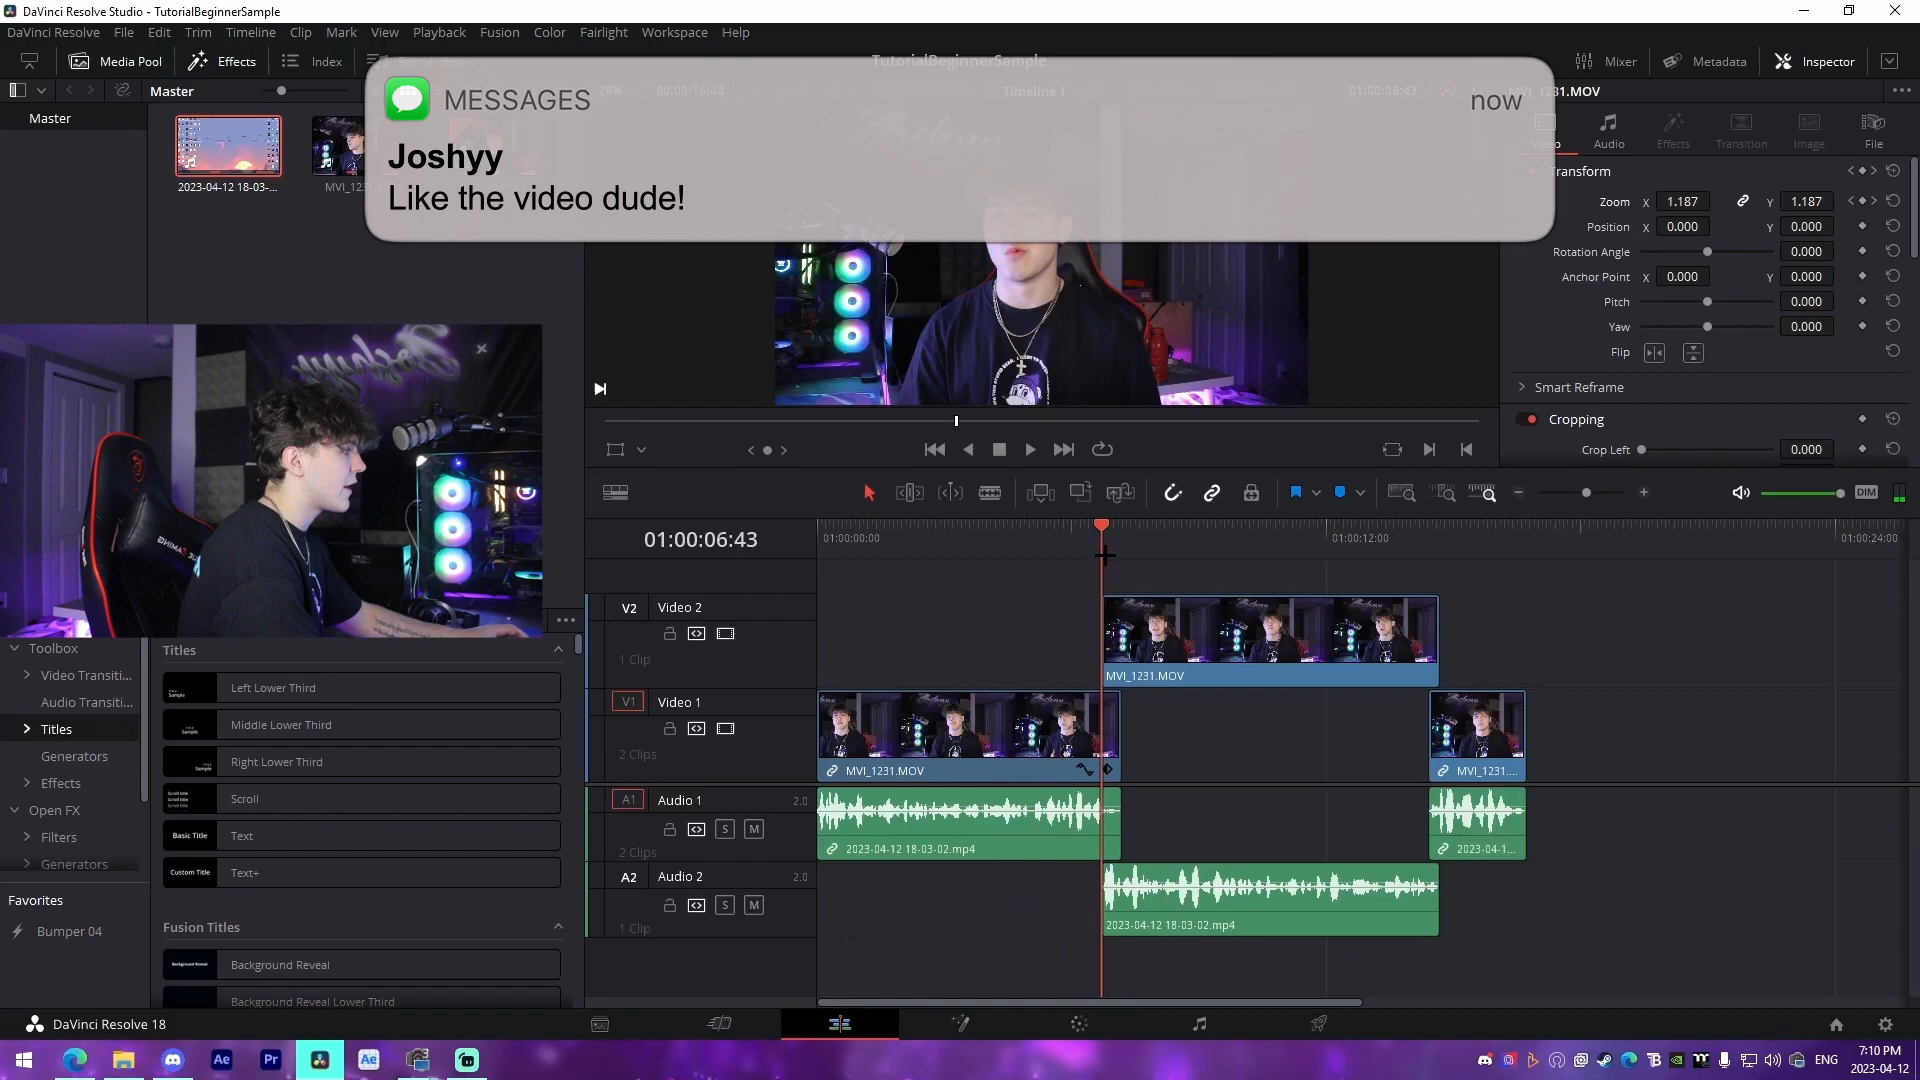 DaVinci Resolve Studio - TutorialBeginnerSample
DaVinci Resolve File Edit Trim Timeline Clip Mark View Playback Fusion Color Fairlight Workspace Help
Media Pool Effects Index Sound Library TutorialBeginnerSample Mixer Metadata Inspector
Master 28% 00:00:16:44 Timeline 1 01:00:06:43 MVI_1231.MOV
MESSAGES now
Joshyy
Like the video dude!
Master
2023-04-12 18-03-...
Video Audio Effects Transition Image File
Transform
Zoom X 1.187 Y 1.187
Position X 0.000 Y 0.000
Rotation Angle 0.000
Anchor Point X 0.000 Y 0.000
Pitch 0.000
Yaw 0.000
Flip
Smart Reframe
Cropping
Crop Left 0.000
DIM
01:00:06:43
01:00:00:00 01:00:12:00 01:00:24:00
V2 Video 2
1 Clip
MVI_1231.MOV
V1 Video 1
2 Clips
MVI_1231.MOV
MVI_1231....
A1 Audio 1 2.0
S M
2 Clips
2023-04-12 18-03-02.mp4
2023-04-1...
A2 Audio 2 2.0
S M
1 Clip
2023-04-12 18-03-02.mp4
Toolbox
Video Transiti...
Audio Transiti...
Titles
Generators
Effects
Open FX
Filters
Generators
Favorites
Bumper 04
Titles
Left Lower Third
Middle Lower Third
Right Lower Third
Scroll
Basic Title Text
Custom Title Text+
Fusion Titles
Background Reveal Background Reveal
Background Reveal Lower Third
DaVinci Resolve 18
Ae Pr Ae
ENG
7:10 PM
2023-04-12